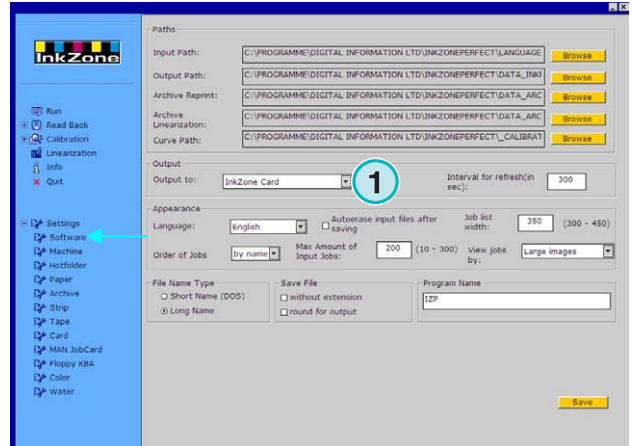 InkZone
Run
Read Back
Calibration
Linearization
Info
Quit
Settings
Software
Machine
Hotfolder
Paper
Archive
Strip
Tape
Card
MAN JobCard
Floppy KBA
Color
Water
Paths
Input Path: C:\PROGRAMME\DIGITAL INFORMATION LTD\INKZONEPERFECT\LANGUAGE Browse
Output Path: C:\PROGRAMME\DIGITAL INFORMATION LTD\INKZONEPERFECT\DATA_INK Browse
Archive Reprint: C:\PROGRAMME\DIGITAL INFORMATION LTD\INKZONEPERFECT\DATA_ARC Browse
Archive
Linearization: C:\PROGRAMME\DIGITAL INFORMATION LTD\INKZONEPERFECT\DATA_ARC Browse
Curve Path: C:\PROGRAMME\DIGITAL INFORMATION LTD\INKZONEPERFECT\_CALIBRAT Browse
Output
Output to: InkZone Card 1 Interval for refresh(in
sec): 300
Appearance
Language: English Autoerase input files after
saving Job list
width: 350 (300 - 450)
Order of Jobs by name Max Amount of
Input Jobs: 200 (10 - 300) View jobs
by: Large images
File Name Type
Short Name (DOS)
Long Name
Save File
without extension
round for output
Program Name
IZP
Save